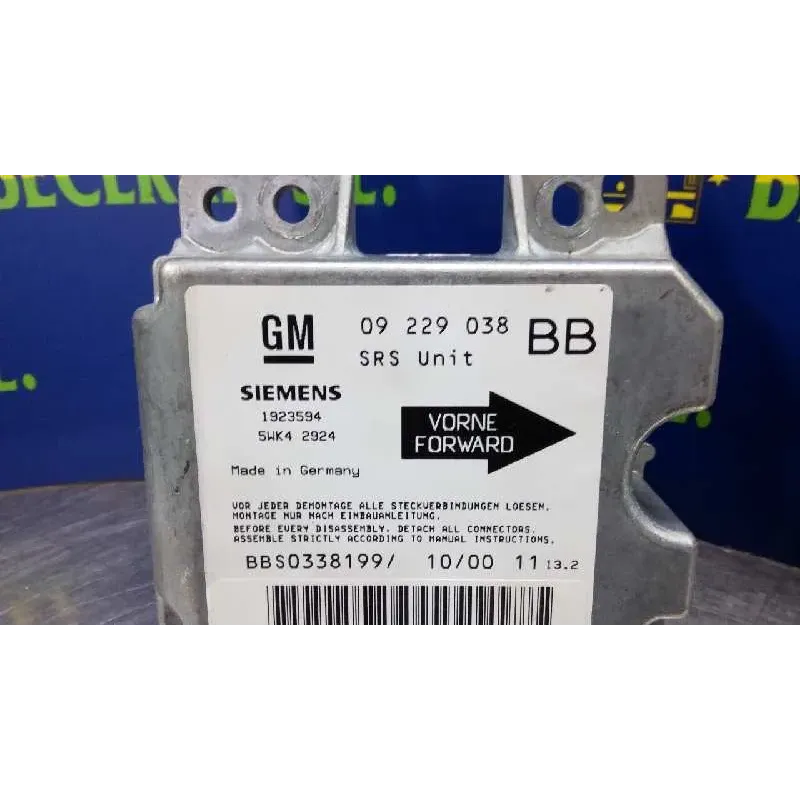 GM 09 229 038 BB
SRS Unit
SIEMENS
1923594
5WK4 2924
VORNE
FORWARD
Made in Germany
VOR JEDER DEMONTAGE ALLE STECKVERBINDUNGEN LOESEN.
MONTAGE NUR NACH EINBAUANLEITUNG.
BEFORE EVERY DISASSEMBLY. DETACH ALL CONNECTORS.
ASSEMBLE STRICTLY ACCORDING TO MANUAL INSTRUCTIONS.
BBS0338199/ 10/00 11 13.2